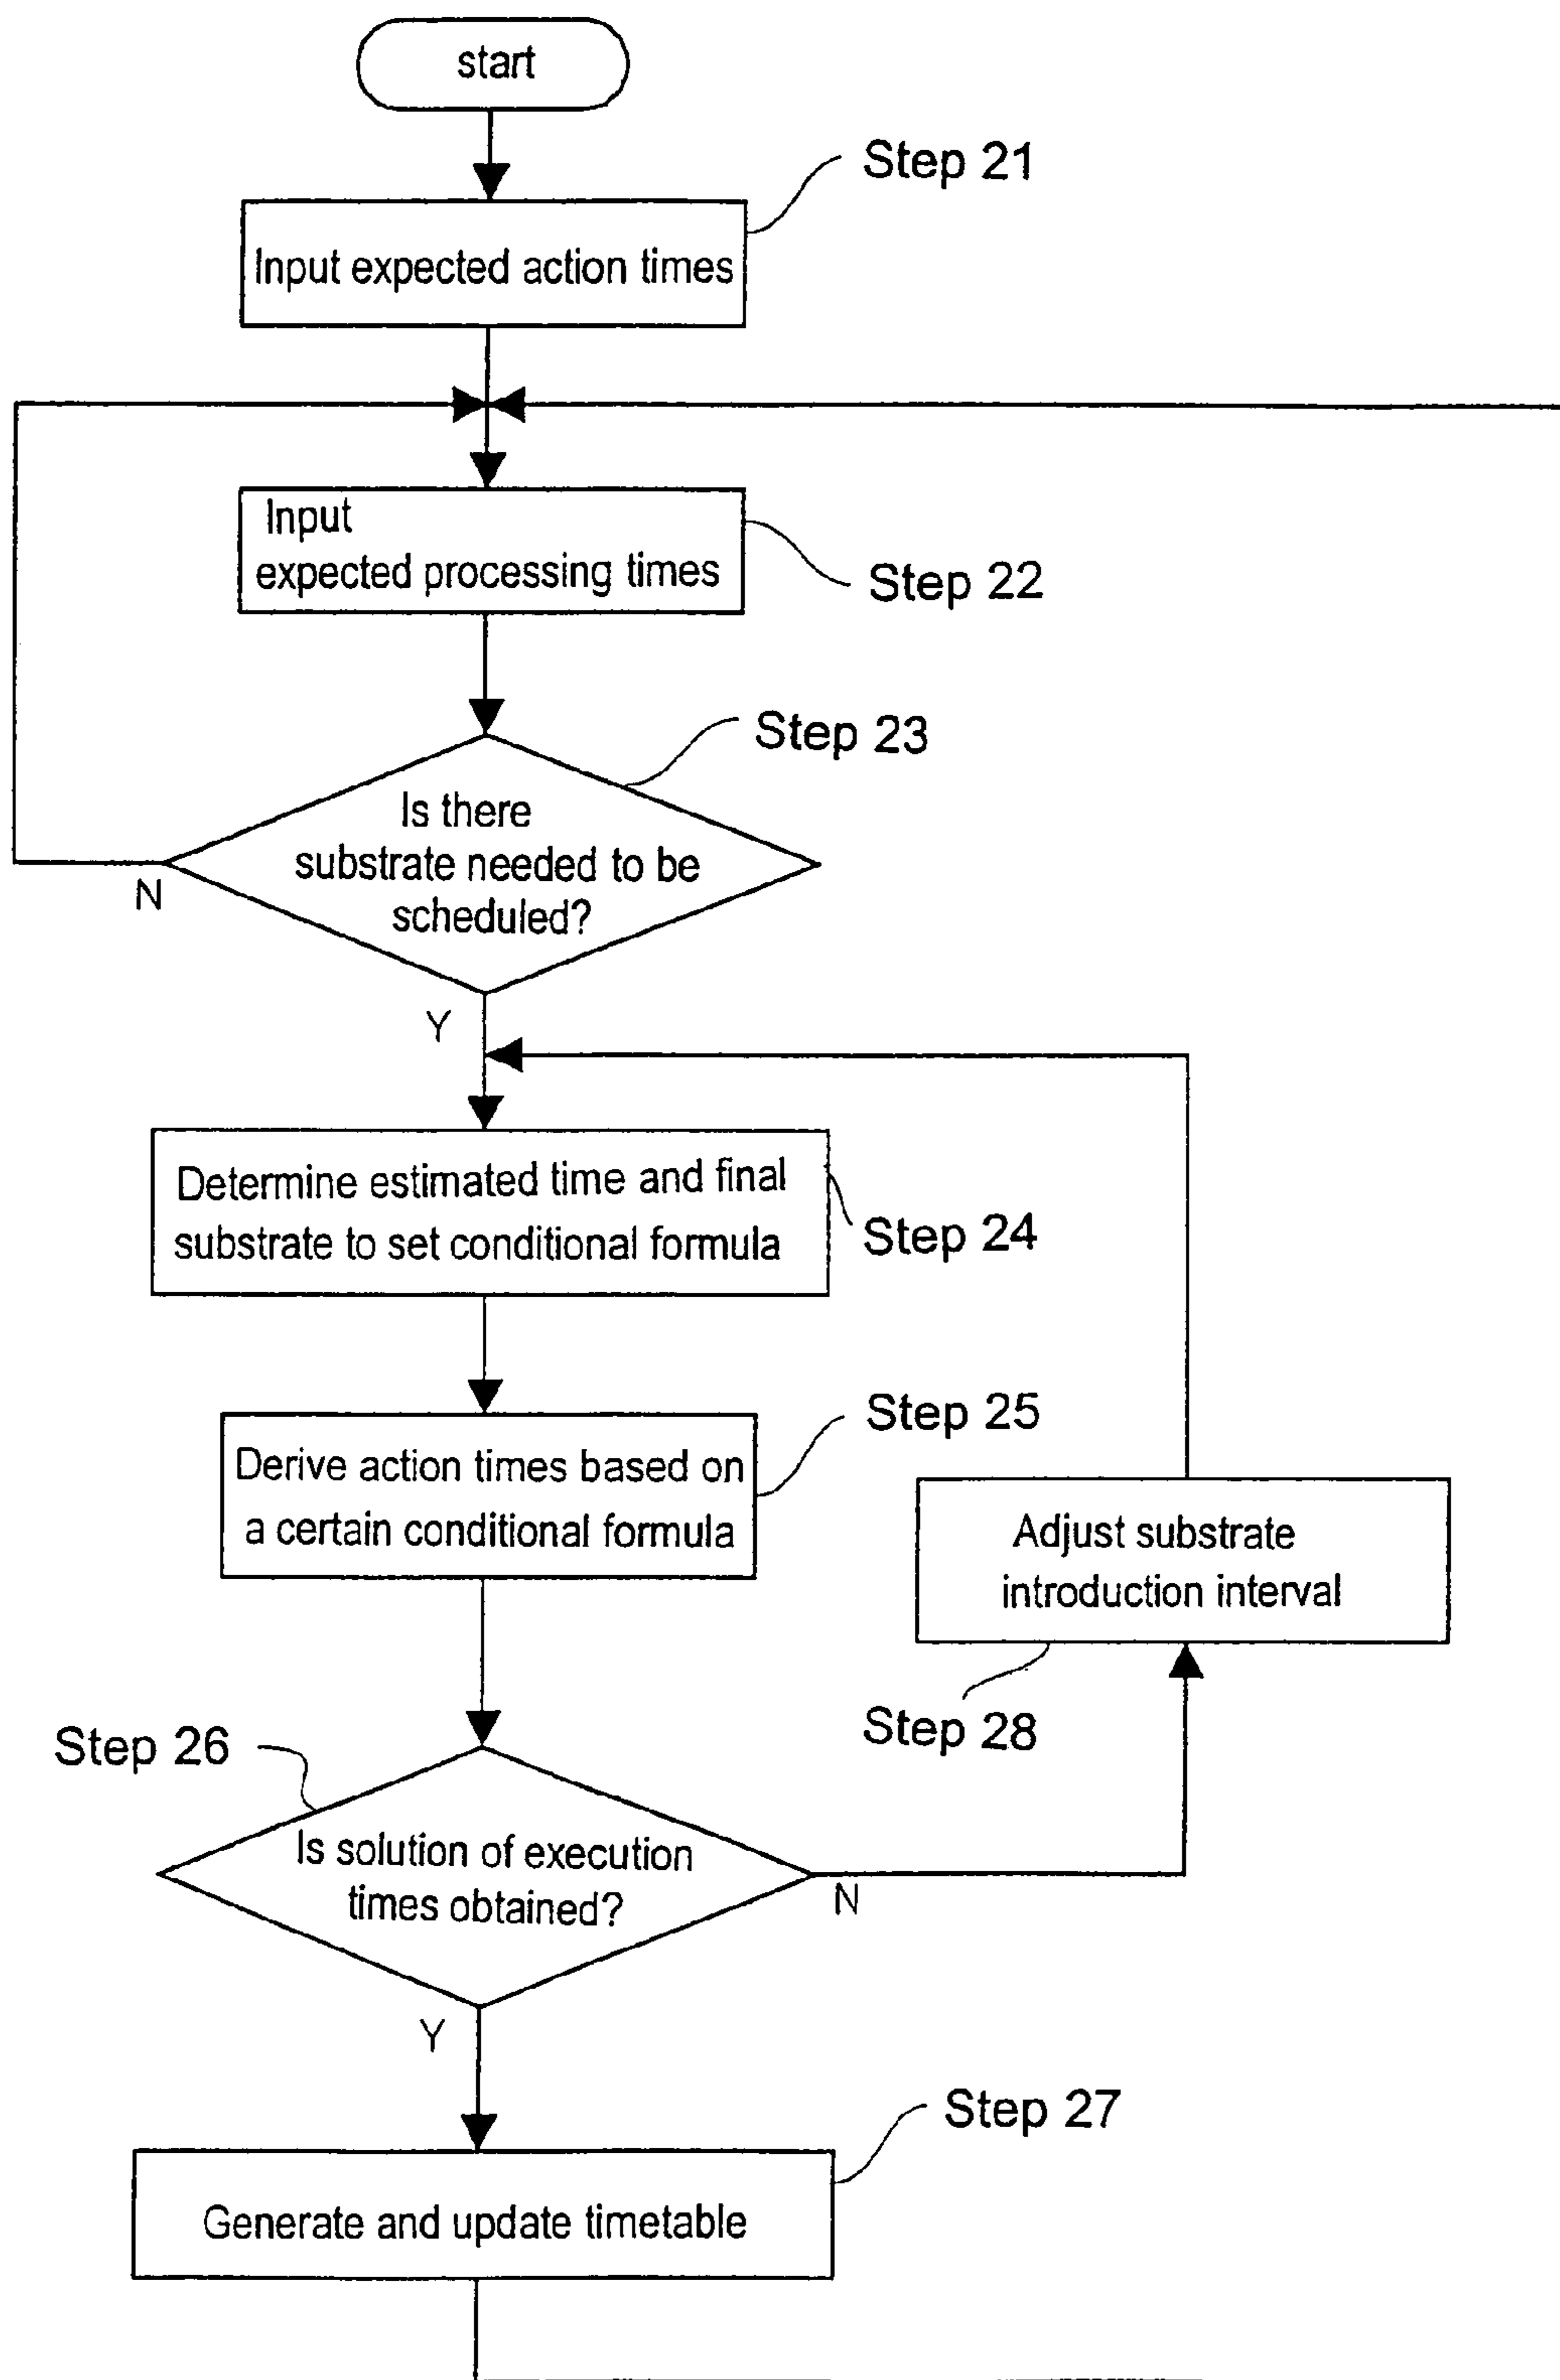 start
Step 21
Input expected action times
Input
expected processing times
Step 22
Step 23
Is there
substrate needed to be
scheduled?
N
Y
Determine estimated time and final
substrate to set conditional formula
Step 24
Step 25
Derive action times based on
a certain conditional formula
Adjust substrate
introduction interval
Step 28
Step 26
Is solution of execution
times obtained?
N
Y
Step 27
Generate and update timetable